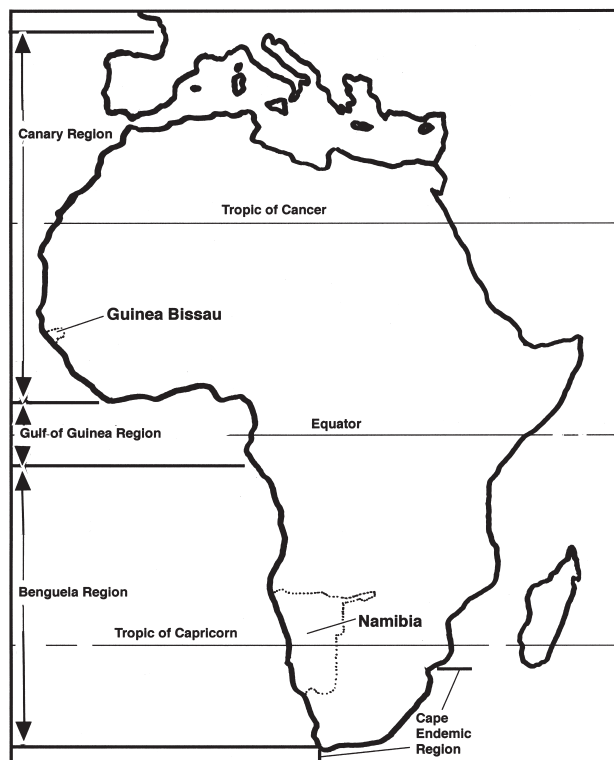 Canary Region
Tropic of Cancer
Guinea Bissau
Gulf of Guinea Region
Equator
Benguela Region
Namibia
Tropic of Capricorn
Cape
Endemic
Region